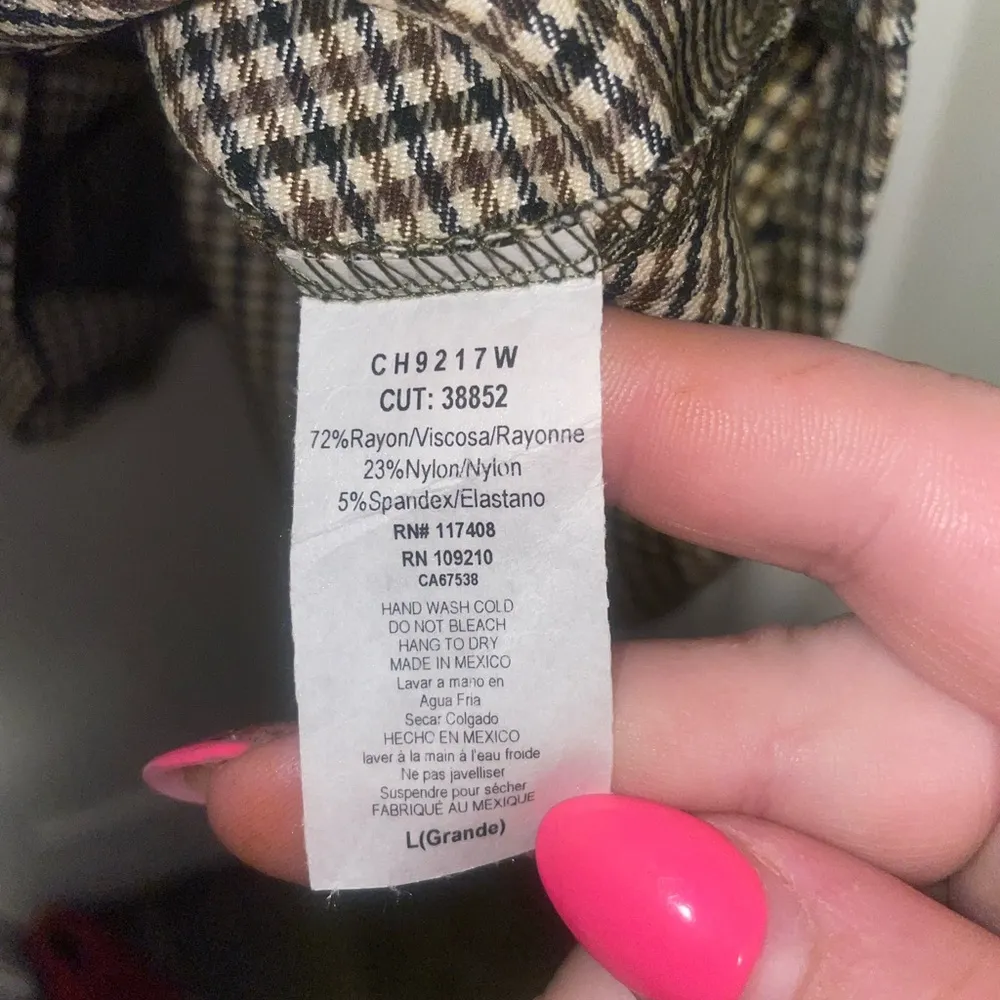 CH9217W
CUT: 38852
72%Rayon/Viscosa/Rayonne
23%Nylon/Nylon
5%Spandex/Elastano
RN# 117408
RN 109210
CA67538
HAND WASH COLD
DO NOT BLEACH
HANG TO DRY
MADE IN MEXICO
Lavar a mano en
Agua Fria
Secar Colgado
HECHO EN MEXICO
laver à la main à l'eau froide
Ne pas javelliser
Suspendre pour sécher
FABRIQUÉ AU MEXIQUE
L(Grande)